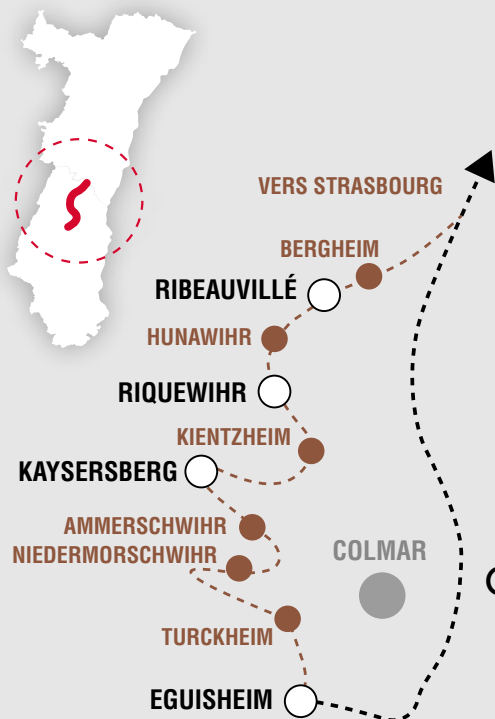 VERS STRASBOURG
BERGHEIM
RIBEAUVILLÉ
HUNAWIHR
RIQUEWIHR
KIENTZHEIM
KAYSERSBERG
AMMERSCHWIHR
COLMAR
NIEDERMORSCHWIHR
TURCKHEIM
EGUISHEIM